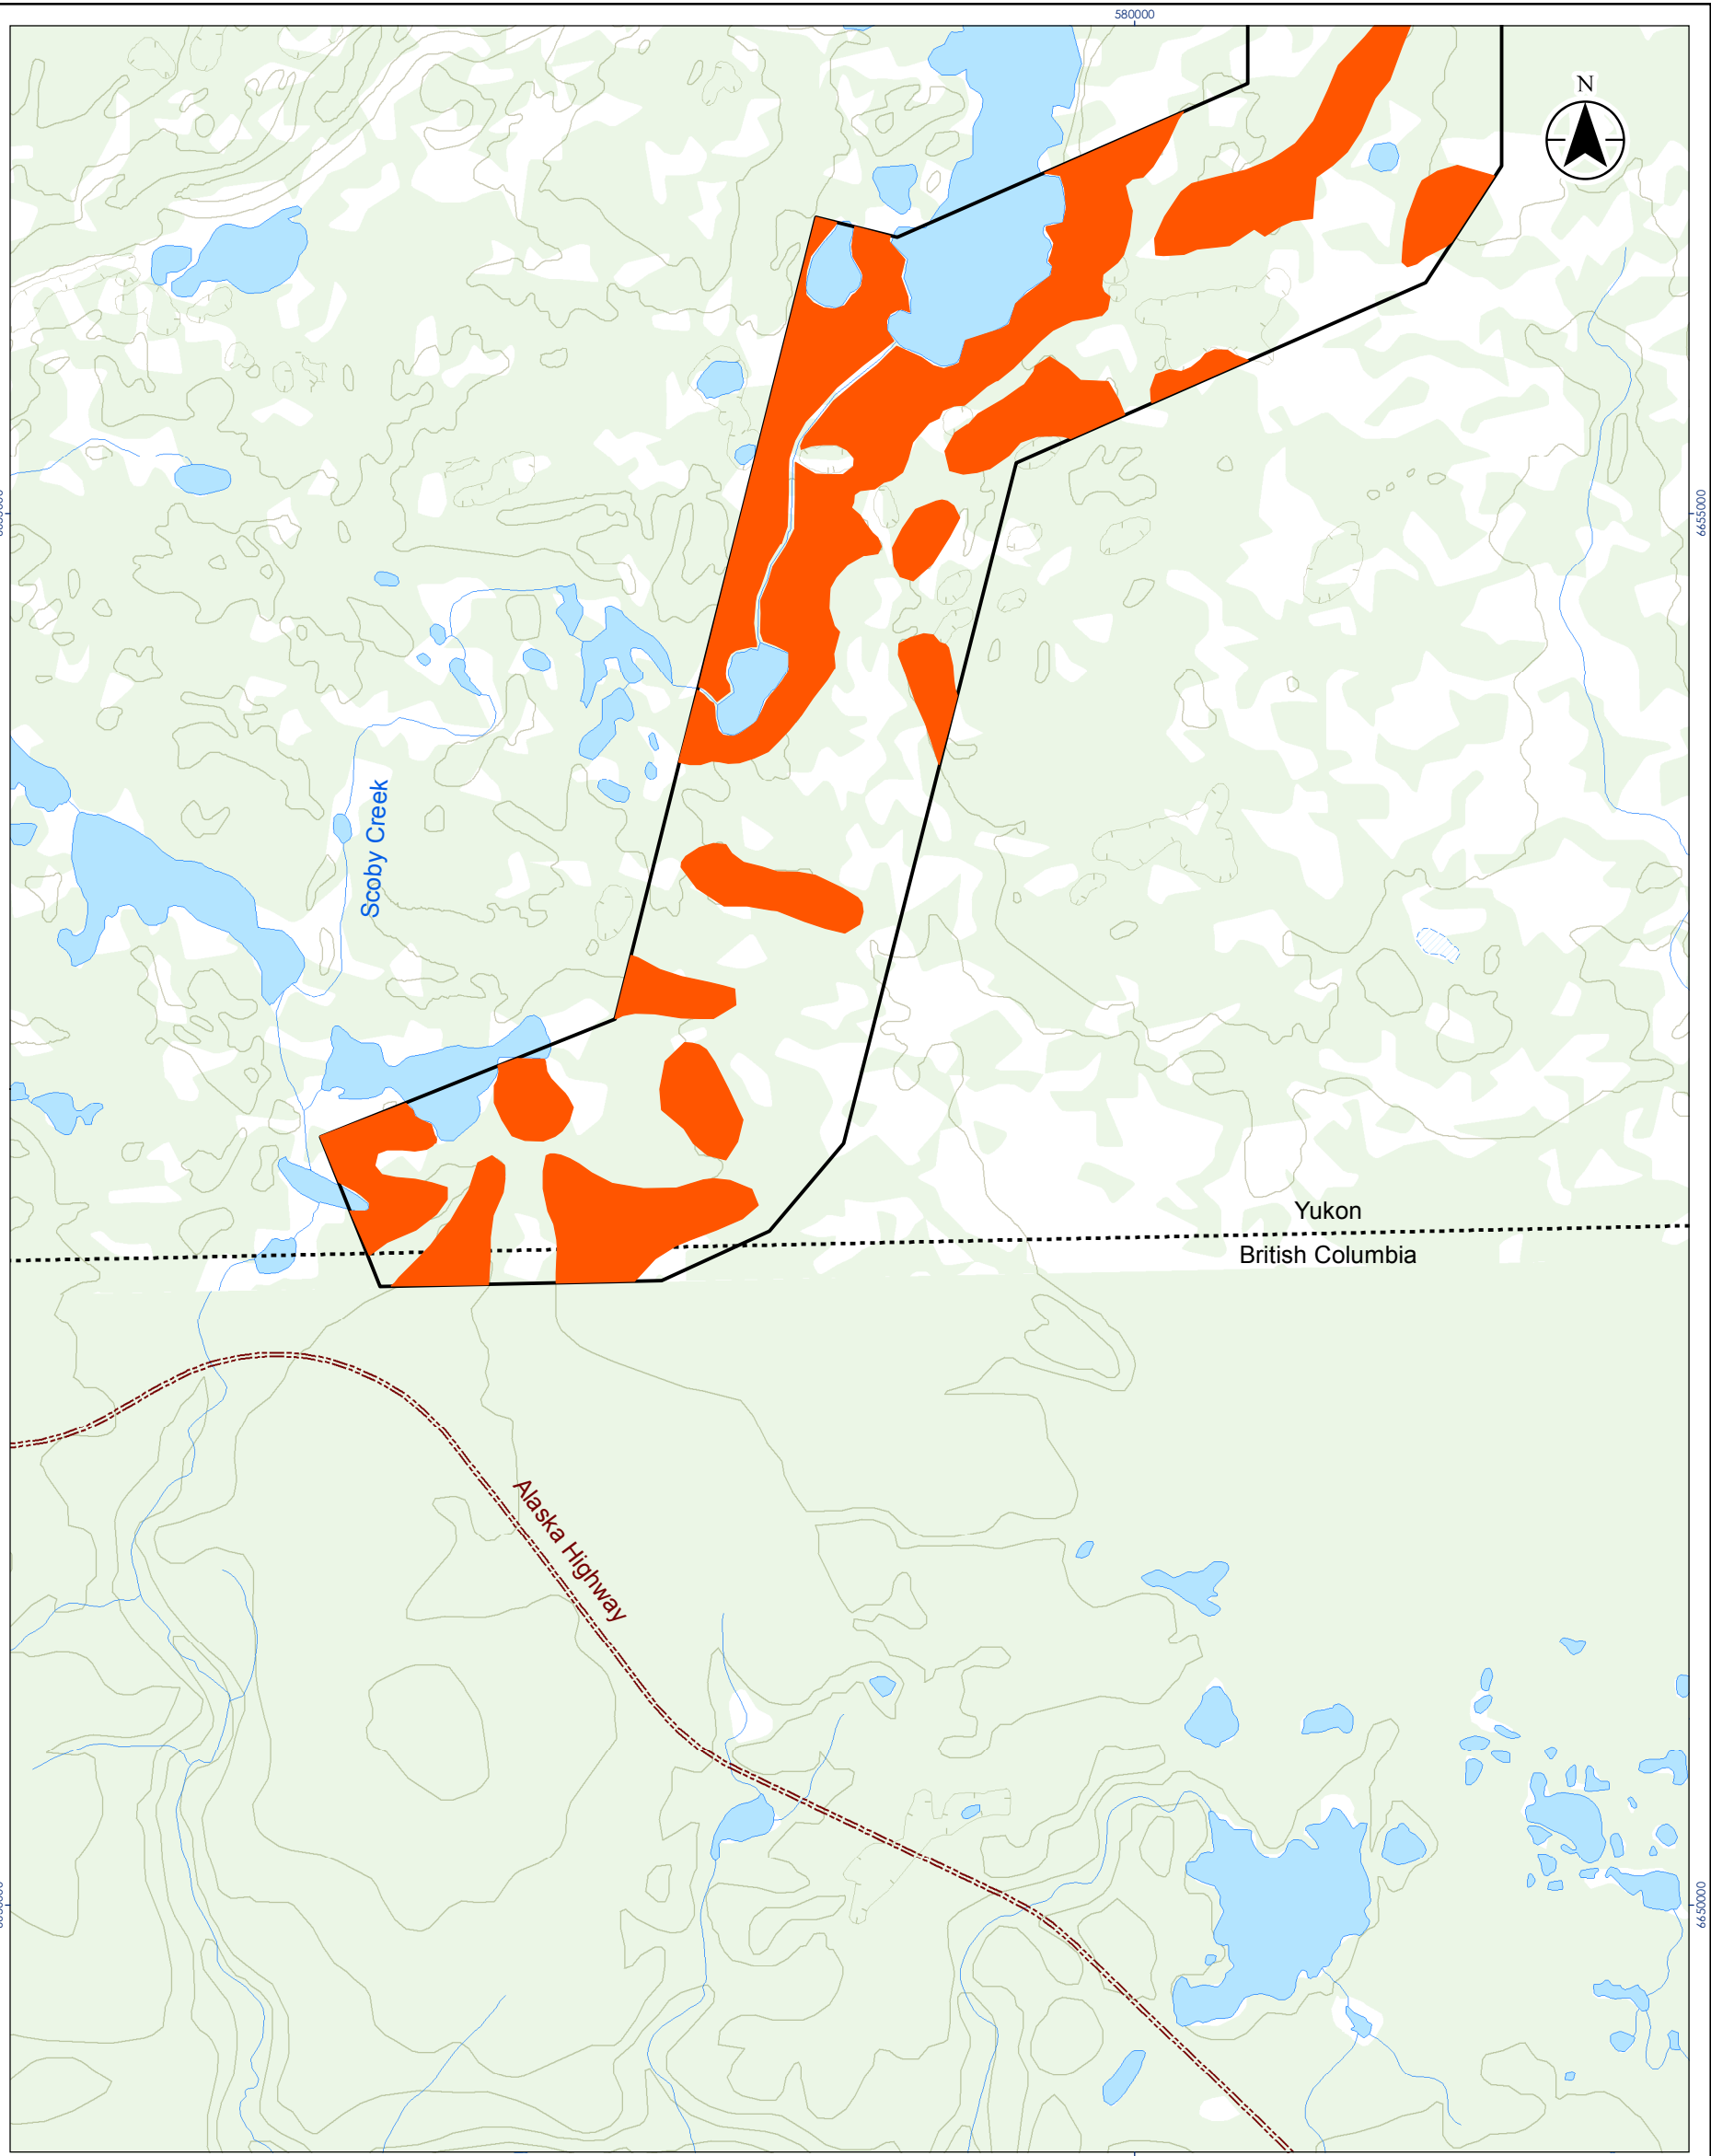 580000
N
6655000
Scoby Creek
Yukon
British Columbia
Alaska Highway
6650000